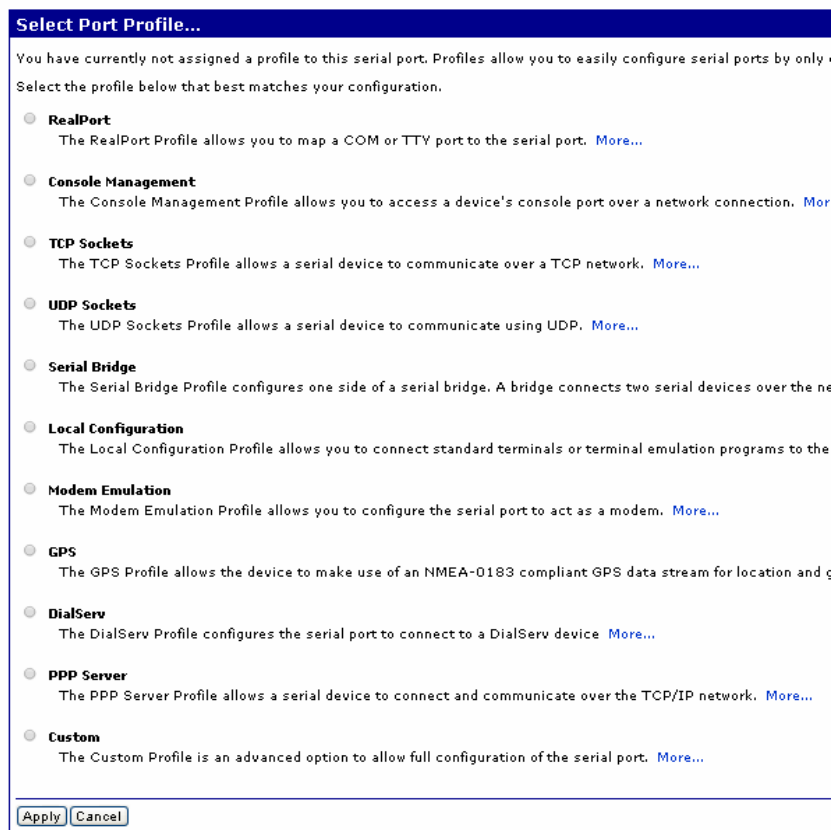 Select Port Profile...
You have currently not assigned a profile to this serial port. Profiles allow you to easily configure serial ports by only
Select the profile below that best matches your configuration.
RealPort
The RealPort Profile allows you to map a COM or TTY port to the serial port. More...
Console Management
The Console Management Profile allows you to access a device's console port over a network connection. Mor
TCP Sockets
The TCP Sockets Profile allows a serial device to communicate over a TCP network. More...
UDP Sockets
The UDP Sockets Profile allows a serial device to communicate using UDP. More...
Serial Bridge
The Serial Bridge Profile configures one side of a serial bridge. A bridge connects two serial devices over the ne
Local Configuration
The Local Configuration Profile allows you to connect standard terminals or terminal emulation programs to the
Modem Emulation
The Modem Emulation Profile allows you to configure the serial port to act as a modem. More...
GPS
The GPS Profile allows the device to make use of an NMEA-0183 compliant GPS data stream for location and g
DialServ
The DialServ Profile configures the serial port to connect to a DialServ device More...
PPP Server
The PPP Server Profile allows a serial device to connect and communicate over the TCP/IP network. More...
Custom
The Custom Profile is an advanced option to allow full configuration of the serial port. More...
Apply Cancel